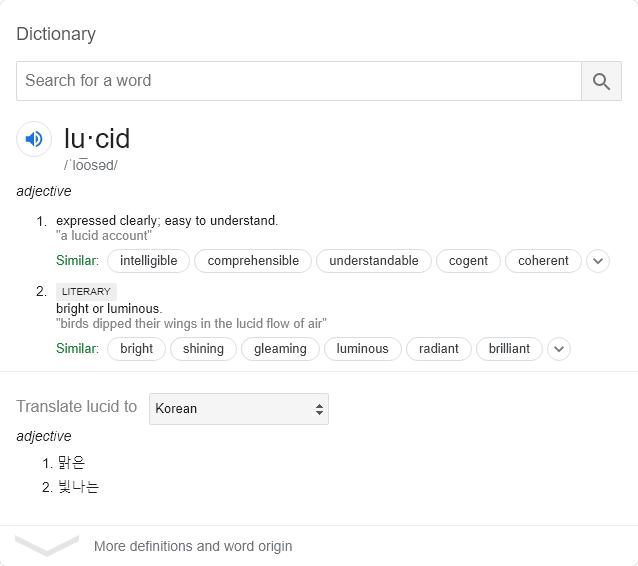 Dictionary
Search for a word
lu·cid
/ˈlo͞osəd/
adjective
1. expressed clearly; easy to understand.
"a lucid account"
Similar: intelligible comprehensible understandable cogent coherent
2. LITERARY
bright or luminous.
"birds dipped their wings in the lucid flow of air"
Similar: bright shining gleaming luminous radiant brilliant
Translate lucid to Korean
adjective
1. 맑은
2. 빛나는
More definitions and word origin